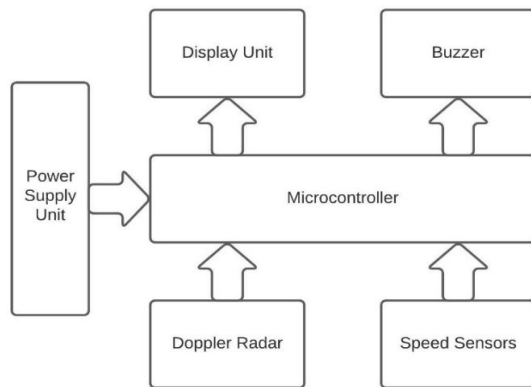 Display Unit
Buzzer
Power
Supply
Unit
Microcontroller
Doppler Radar
Speed Sensors